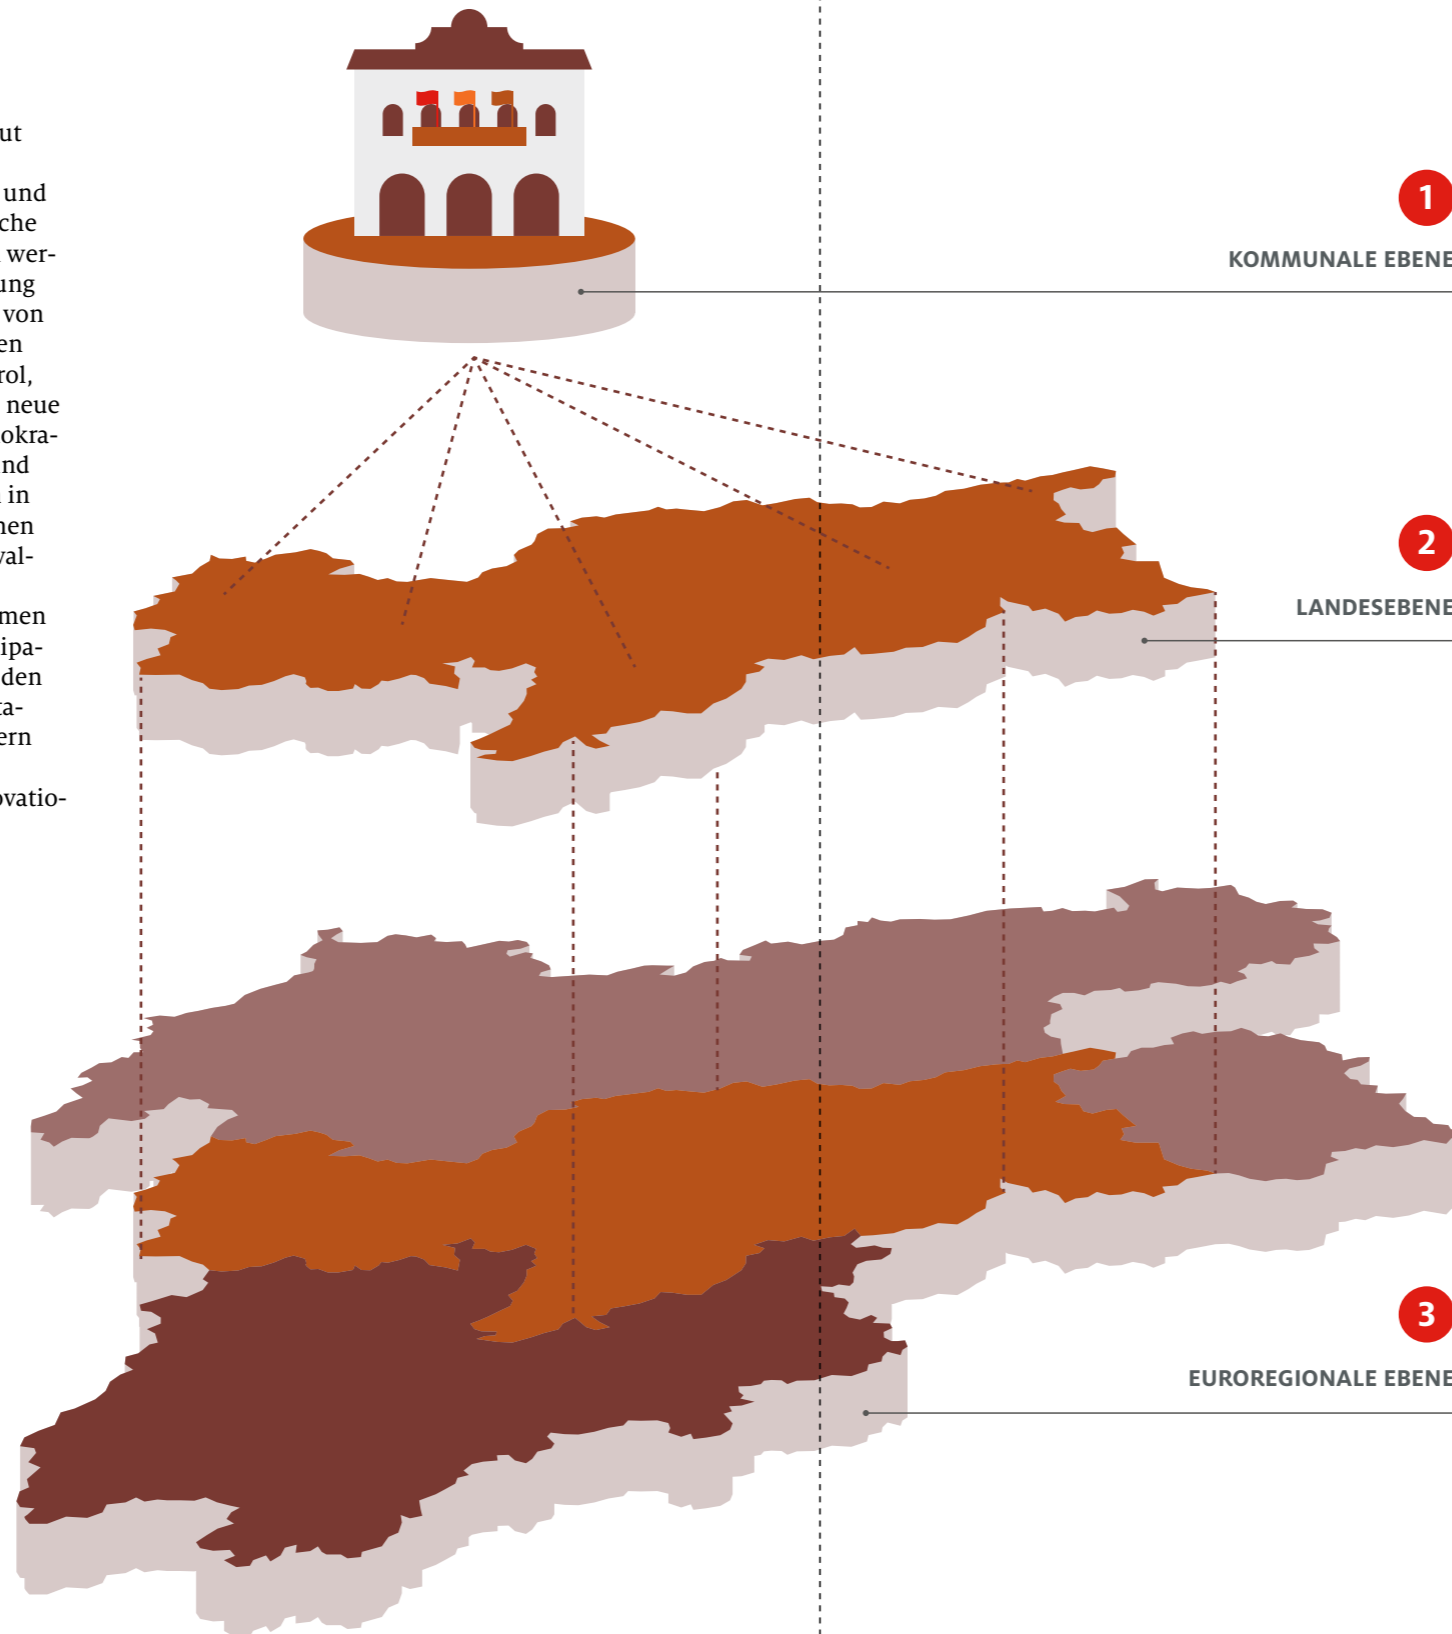 ut
und
che
wer-
ung
von
en
rol,
neue
okra-
nd
in
nen
val-
men
ipa-
den
ta-
ern
ovatio-
1
KOMMUNALE EBENE
2
LANDESEBENE
3
EUROREGIONALE EBENE